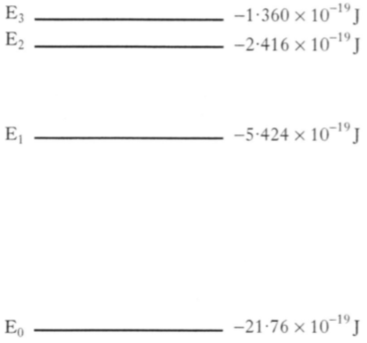 E₃ −1·360 × 10⁻¹⁹ J
E₂ −2·416 × 10⁻¹⁹ J
E₁ −5·424 × 10⁻¹⁹ J
E₀ −21·76 × 10⁻¹⁹ J